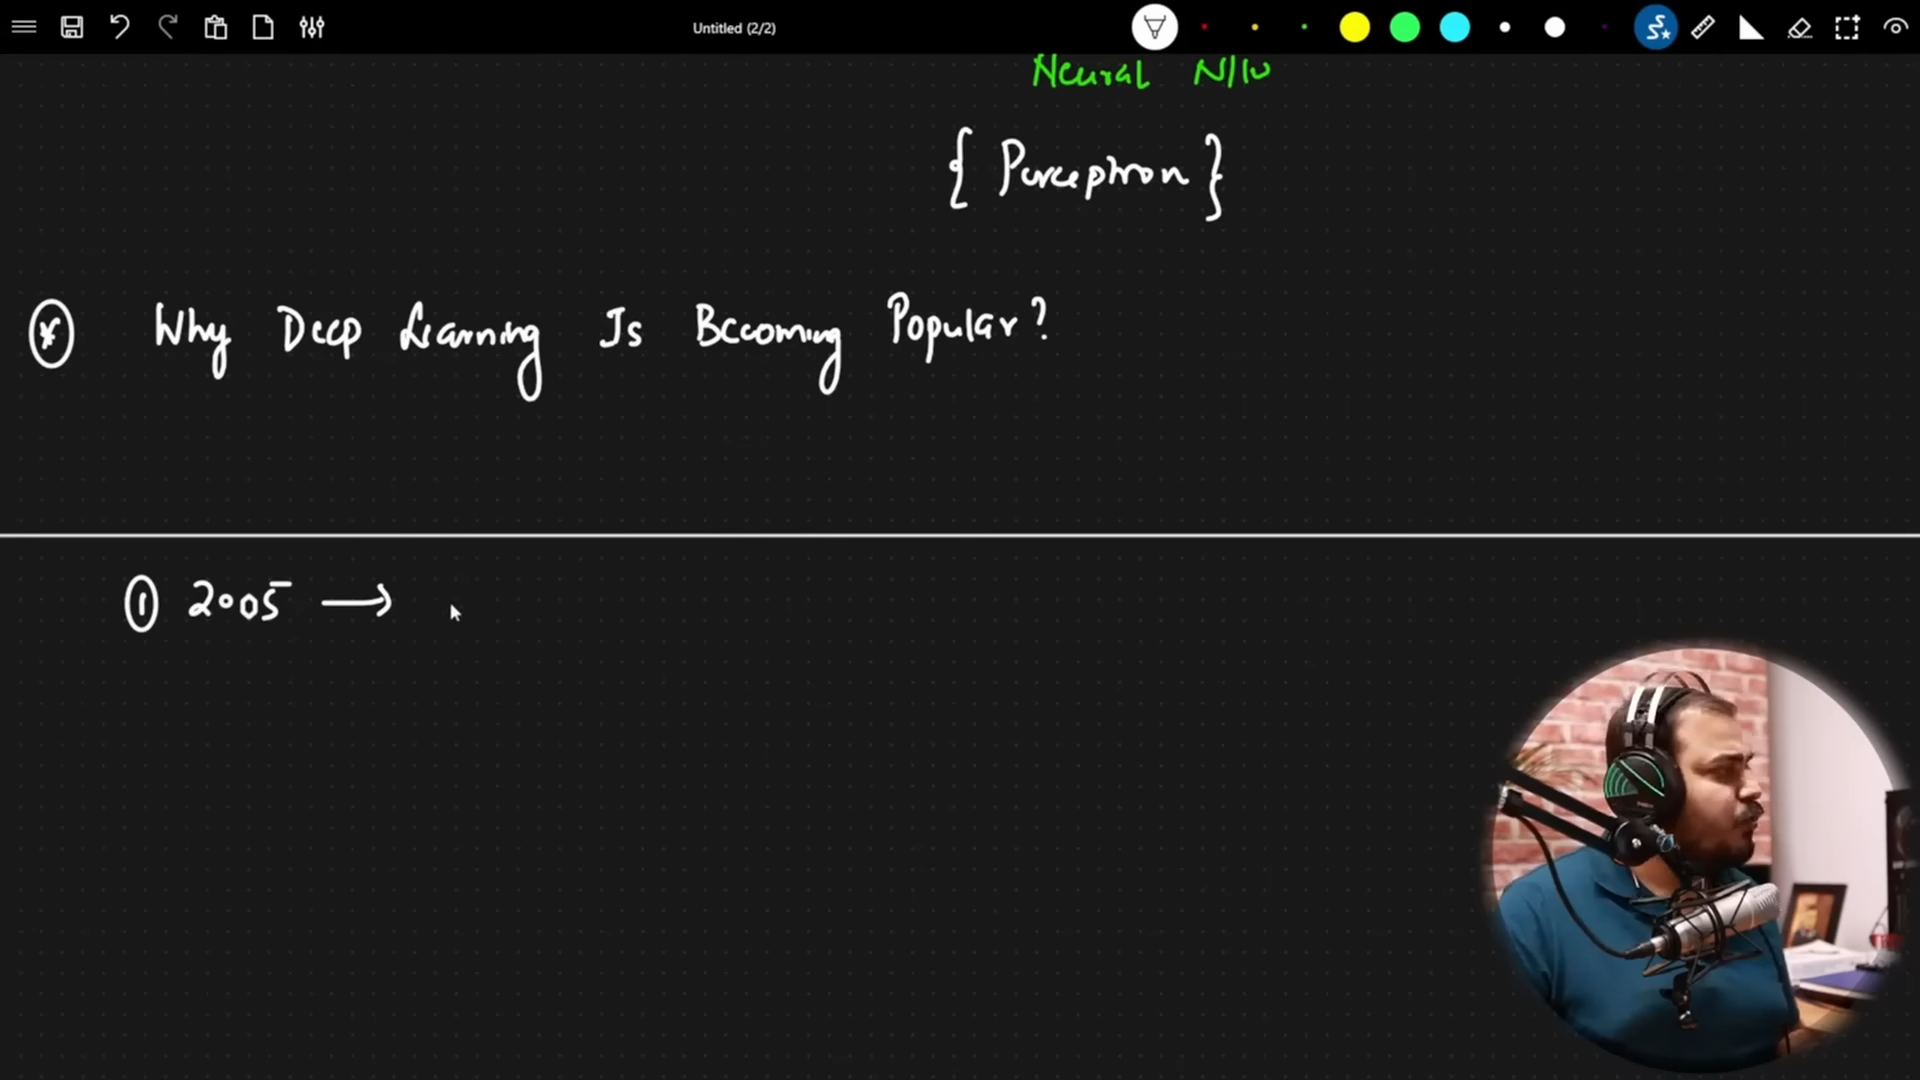 Untitled (2/2)
Neural N/W
{ Perceptron }
* Why Deep Learning Is Becoming Popular?
① 2005 →